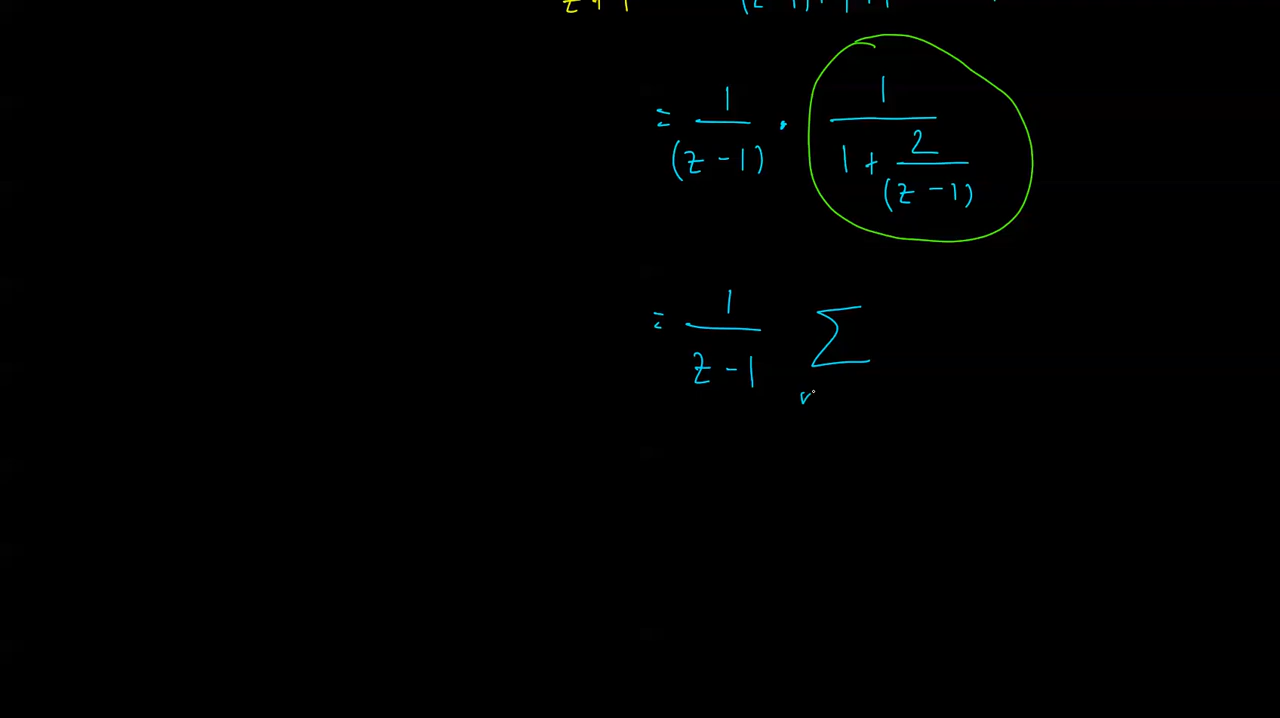 = 1/(z - 1) · 1/(1 + 2/(z - 1))
= 1/(z - 1) Σ